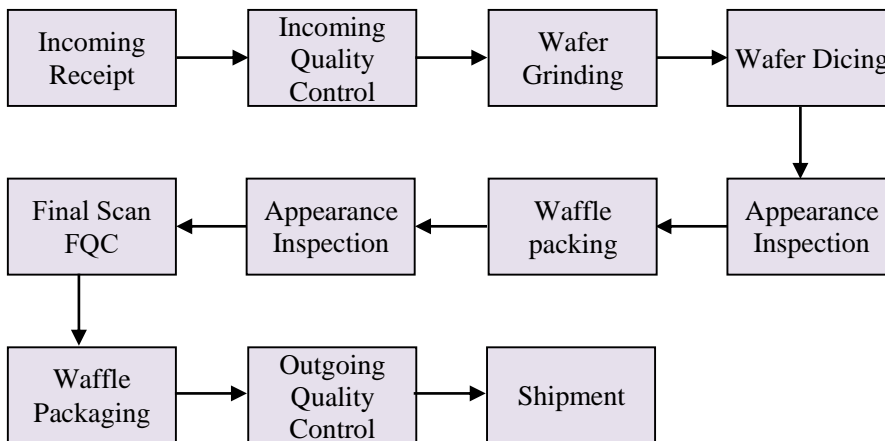 Incoming
Receipt
Incoming
Quality
Control
Wafer
Grinding
Wafer Dicing
Final Scan
FQC
Appearance
Inspection
Waffle
packing
Appearance
Inspection
Waffle
Packaging
Outgoing
Quality
Control
Shipment